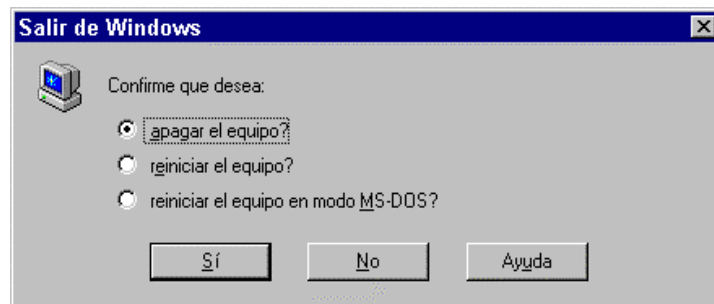 Salir de Windows
Confirme que desea:
apagar el equipo?
reiniciar el equipo?
reiniciar el equipo en modo MS-DOS?
Sí No Ayuda